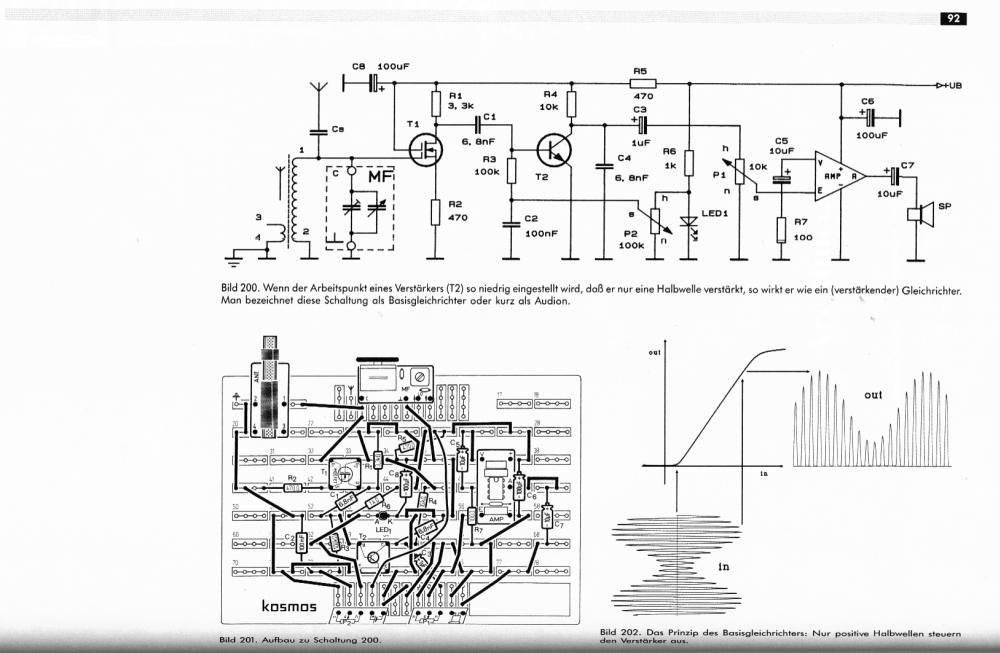 92
C8 100uF
R5
470
+UB
R1
3,3k
R4
10k
C3
1uF
C6
100uF
Cs
T1
C1
6,8nF
C5
10uF
1
R3
100k
T2
C4
6,8nF
R6
1k
h
P1
10k
n
s
V
AMP
A
E
C7
10uF
C
MF
R2
470
C2
100nF
s
h
n
P2
100k
LED1
R7
100
SP
3
4
2
Bild 200. Wenn der Arbeitspunkt eines Verstärkers (T2) so niedrig eingestellt wird, daß er nur eine Halbwelle verstärkt, so wirkt er wie ein (verstärkender) Gleichrichter.
Man bezeichnet diese Schaltung als Basisgleichrichter oder kurz als Audion.
out
out
in
in
ANT.
MF
T1
R1
R2
R3
R4
R5
R6
R7
C1
C2
C5
C6
C7
C8
6,8nF
A K
LED1
T2
AMP
kosmos
Bild 201. Aufbau zu Schaltung 200.
Bild 202. Das Prinzip des Basisgleichrichters: Nur positive Halbwellen steuern
den Verstärker aus.